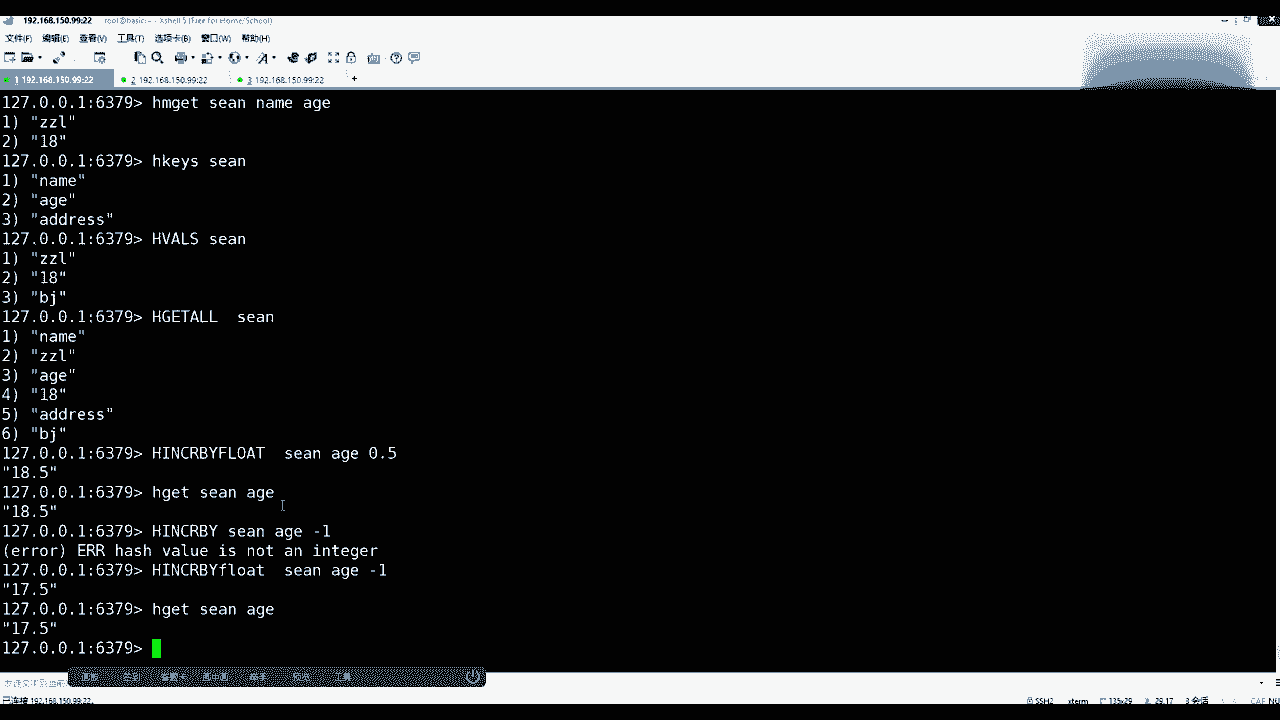 192.168.150.99:22 root@basic:~ - Xshell 5 (Free for Home/School)
文件(F) 编辑(E) 查看(V) 工具(T) 选项卡(B) 窗口(W) 帮助(H)
1 192.168.150.99:22 2 192.168.150.99:22 3 192.168.150.99:22 +
127.0.0.1:6379> hmget sean name age
1) "zzl"
2) "18"
127.0.0.1:6379> hkeys sean
1) "name"
2) "age"
3) "address"
127.0.0.1:6379> HVALS sean
1) "zzl"
2) "18"
3) "bj"
127.0.0.1:6379> HGETALL  sean
1) "name"
2) "zzl"
3) "age"
4) "18"
5) "address"
6) "bj"
127.0.0.1:6379> HINCRBYFLOAT  sean age 0.5
"18.5"
127.0.0.1:6379> hget sean age
"18.5"
127.0.0.1:6379> HINCRBY sean age -1
(error) ERR hash value is not an integer
127.0.0.1:6379> HINCRBYfloat  sean age -1
"17.5"
127.0.0.1:6379> hget sean age
"17.5"
127.0.0.1:6379>
已连接 192.168.150.99:22. SSH2 xterm 135x29 29,17 3 会话